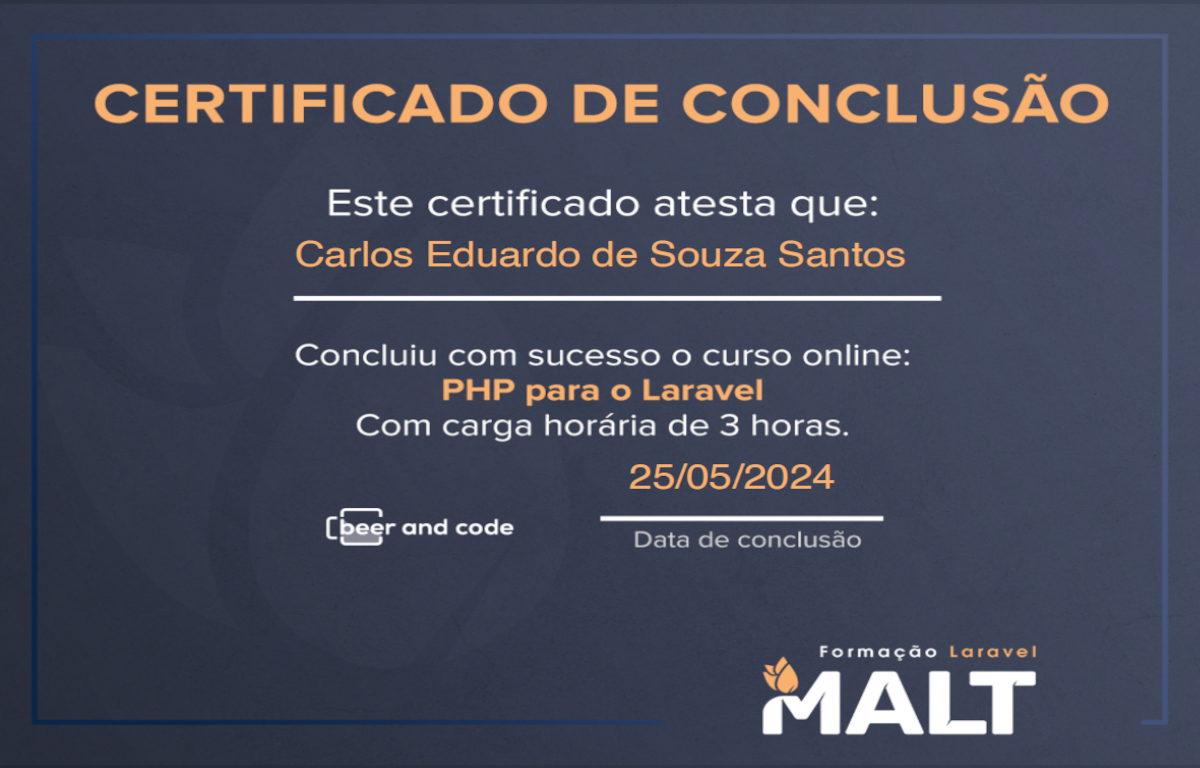 CERTIFICADO DE CONCLUSÃO
Este certificado atesta que:
Carlos Eduardo de Souza Santos
Concluiu com sucesso o curso online:
PHP para o Laravel
Com carga horária de 3 horas.
25/05/2024
beer and code
Data de conclusão
Formação Laravel
MALT